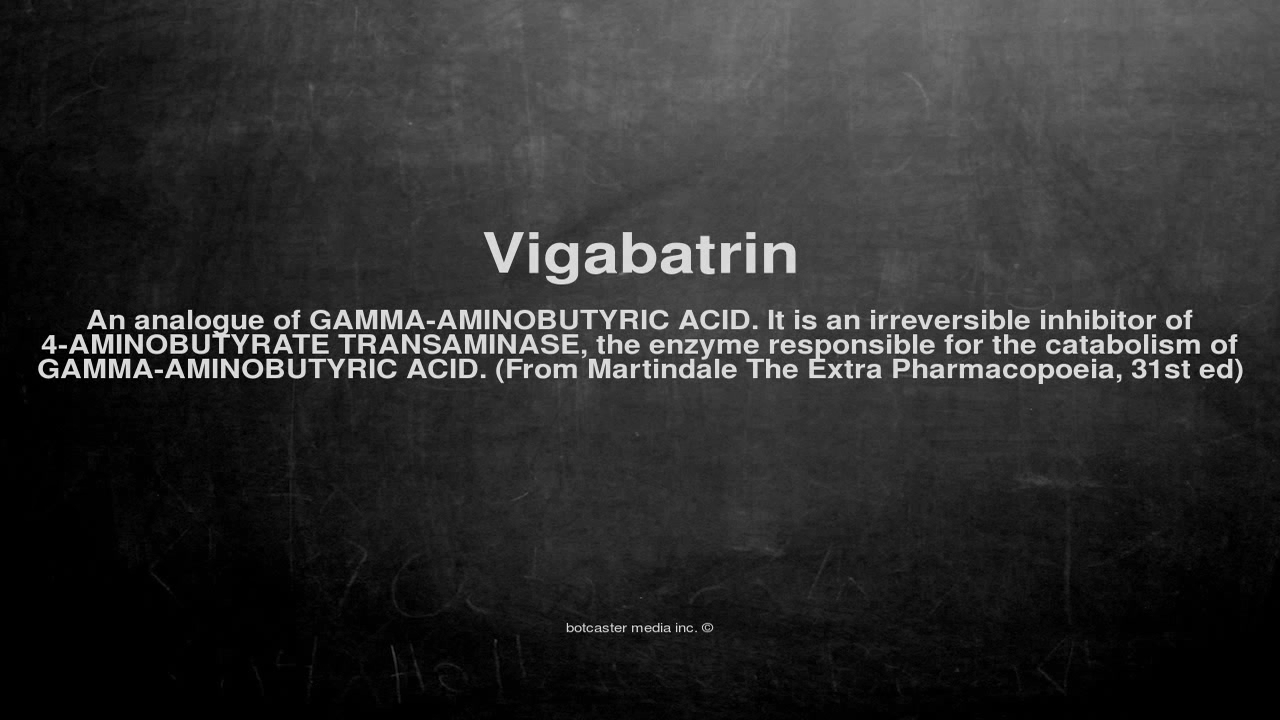 Vigabatrin
An analogue of GAMMA-AMINOBUTYRIC ACID. It is an irreversible inhibitor of
4-AMINOBUTYRATE TRANSAMINASE, the enzyme responsible for the catabolism of
GAMMA-AMINOBUTYRIC ACID. (From Martindale The Extra Pharmacopoeia, 31st ed)
botcaster media inc. ©